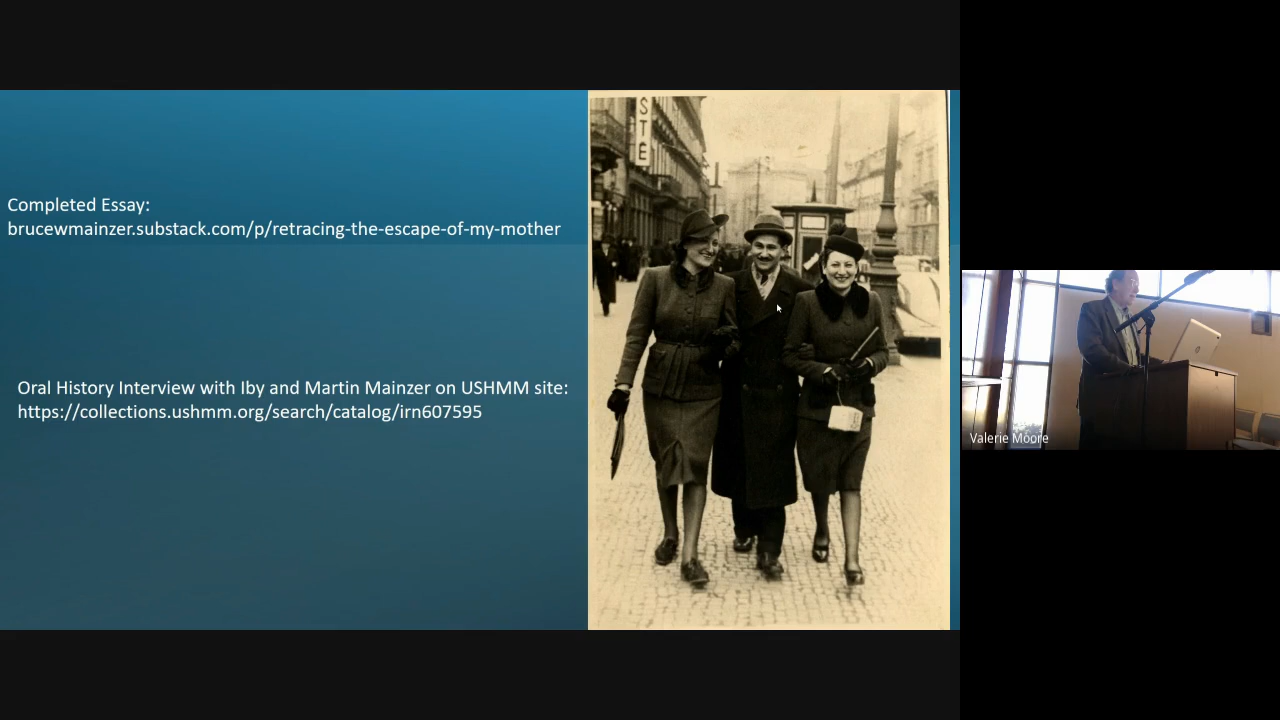 Completed Essay:
brucewmainzer.substack.com/p/retracing-the-escape-of-my-mother
STĚ
Oral History Interview with Iby and Martin Mainzer on USHMM site:
https://collections.ushmm.org/search/catalog/irn607595
Valerie Moore